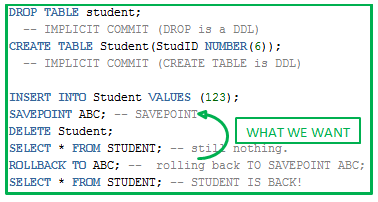 DROP TABLE student;
-- IMPLICIT COMMIT (DROP is a DDL)
CREATE TABLE Student(StudID NUMBER(6));
-- IMPLICIT COMMIT (CREATE TABLE is DDL)
INSERT INTO Student VALUES (123);
SAVEPOINT ABC; -- SAVEPOINT
DELETE Student;
WHAT WE WANT
SELECT * FROM STUDENT; -- still nothing.
ROLLBACK TO ABC; -- rolling back TO SAVEPOINT ABC;
SELECT * FROM STUDENT; -- STUDENT IS BACK!